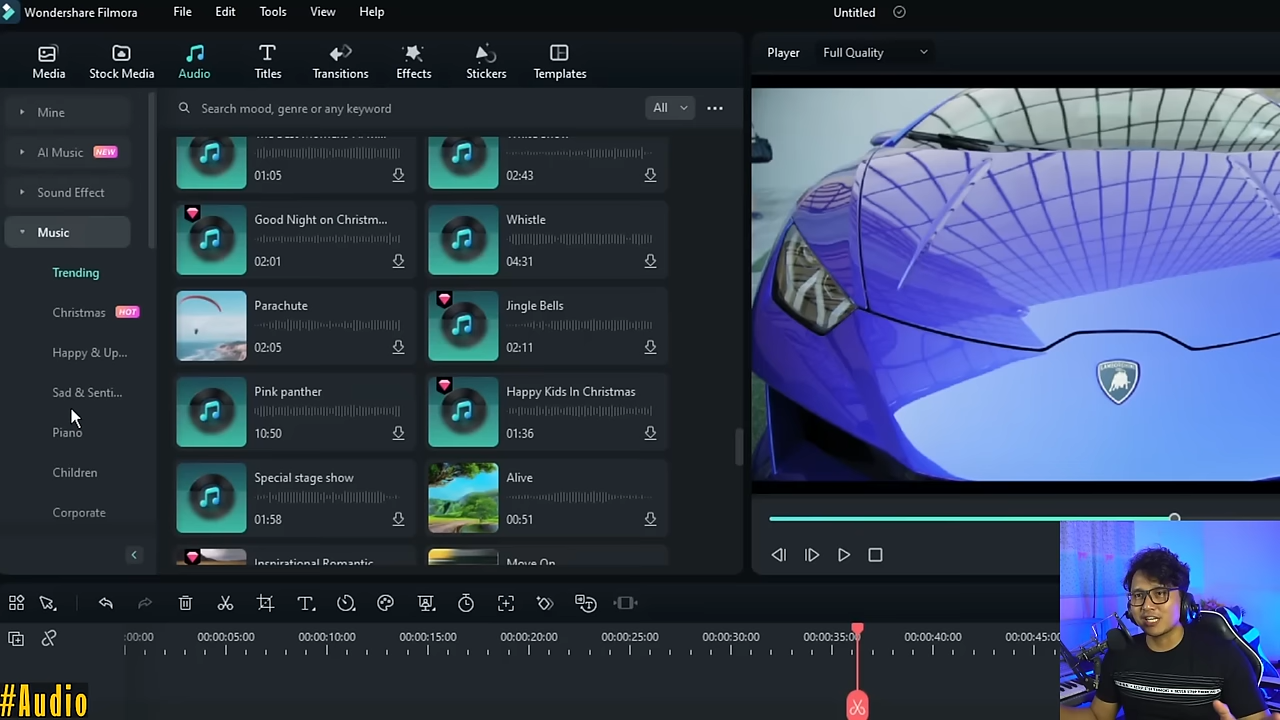 Wondershare Filmora
File
Edit
Tools
View
Help
Untitled
Media
Stock Media
Audio
Titles
Transitions
Effects
Stickers
Templates
Player
Full Quality
Mine
AI Music NEW
Sound Effect
Music
Trending
Christmas HOT
Happy & Up...
Sad & Senti...
Piano
Children
Corporate
Search mood, genre or any keyword
All
01:05
02:43
Good Night on Christm...
02:01
Whistle
04:31
Parachute
02:05
Jingle Bells
02:11
Pink panther
10:50
Happy Kids In Christmas
01:36
Special stage show
01:58
Alive
00:51
Inspirational Romantic
Move On
:00:00 00:00:05:00 00:00:10:00 00:00:15:00 00:00:20:00 00:00:25:00 00:00:30:00 00:00:35:00 00:00:40:00 00:00:45:00
#Audio